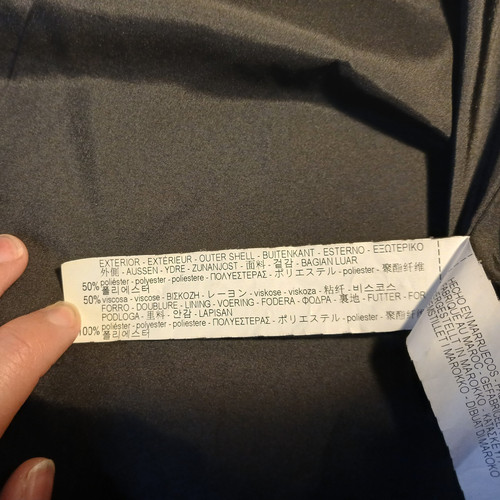 EXTERIOR - EXTÉRIEUR - OUTER SHELL - BUITENKANT - ESTERNO - ΕΞΩΤΕΡΙΚΟ
外側 - AUSSEN - YDRE - ZUNANJOST - 面料 - 겉감 - BAGIAN LUAR
50% poliéster - polyester - poliestere - ΠΟΛΥΕΣΤΕΡΑΣ - ポリエステル - poliester - 聚酯纤维
폴리에스터
50% viscosa - viscose - ΒΙΣΚΟΖΗ - レーヨン - viskose - viskoza - 粘纤 - 비스코스
FORRO - DOUBLURE - LINING - VOERING - FODERA - ΦΟΔΡΑ - 裏地 - FUTTER - FOR
PODLOGA - 里料 - 안감 - LAPISAN
100% poliéster - polyester - poliestere - ΠΟΛΥΕΣΤΕΡΑΣ - ポリエステル - poliester - 聚酯纤维
폴리에스터
HECHO EN MARRUECOS